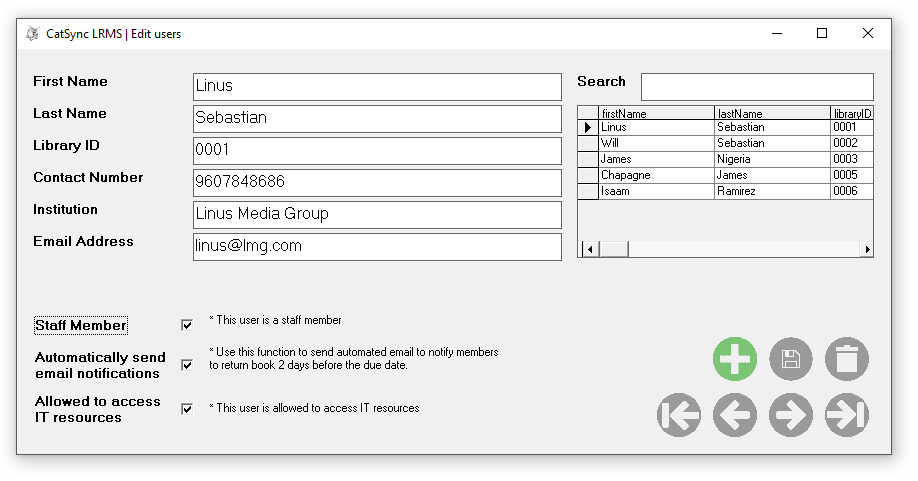 CatSync LRMS | Edit users
First Name
Linus
Last Name
Sebastian
Library ID
0001
Contact Number
9607848686
Institution
Linus Media Group
Email Address
linus@lmg.com
Search
firstName lastName libraryID
Linus Sebastian 0001
Will Sebastian 0002
James Nigeria 0003
Chapagne James 0005
Isaam Ramirez 0006
Staff Member
* This user is a staff member
Automatically send
email notifications
* Use this function to send automated email to notify members
to return book 2 days before the due date.
Allowed to access
IT resources
* This user is allowed to access IT resources